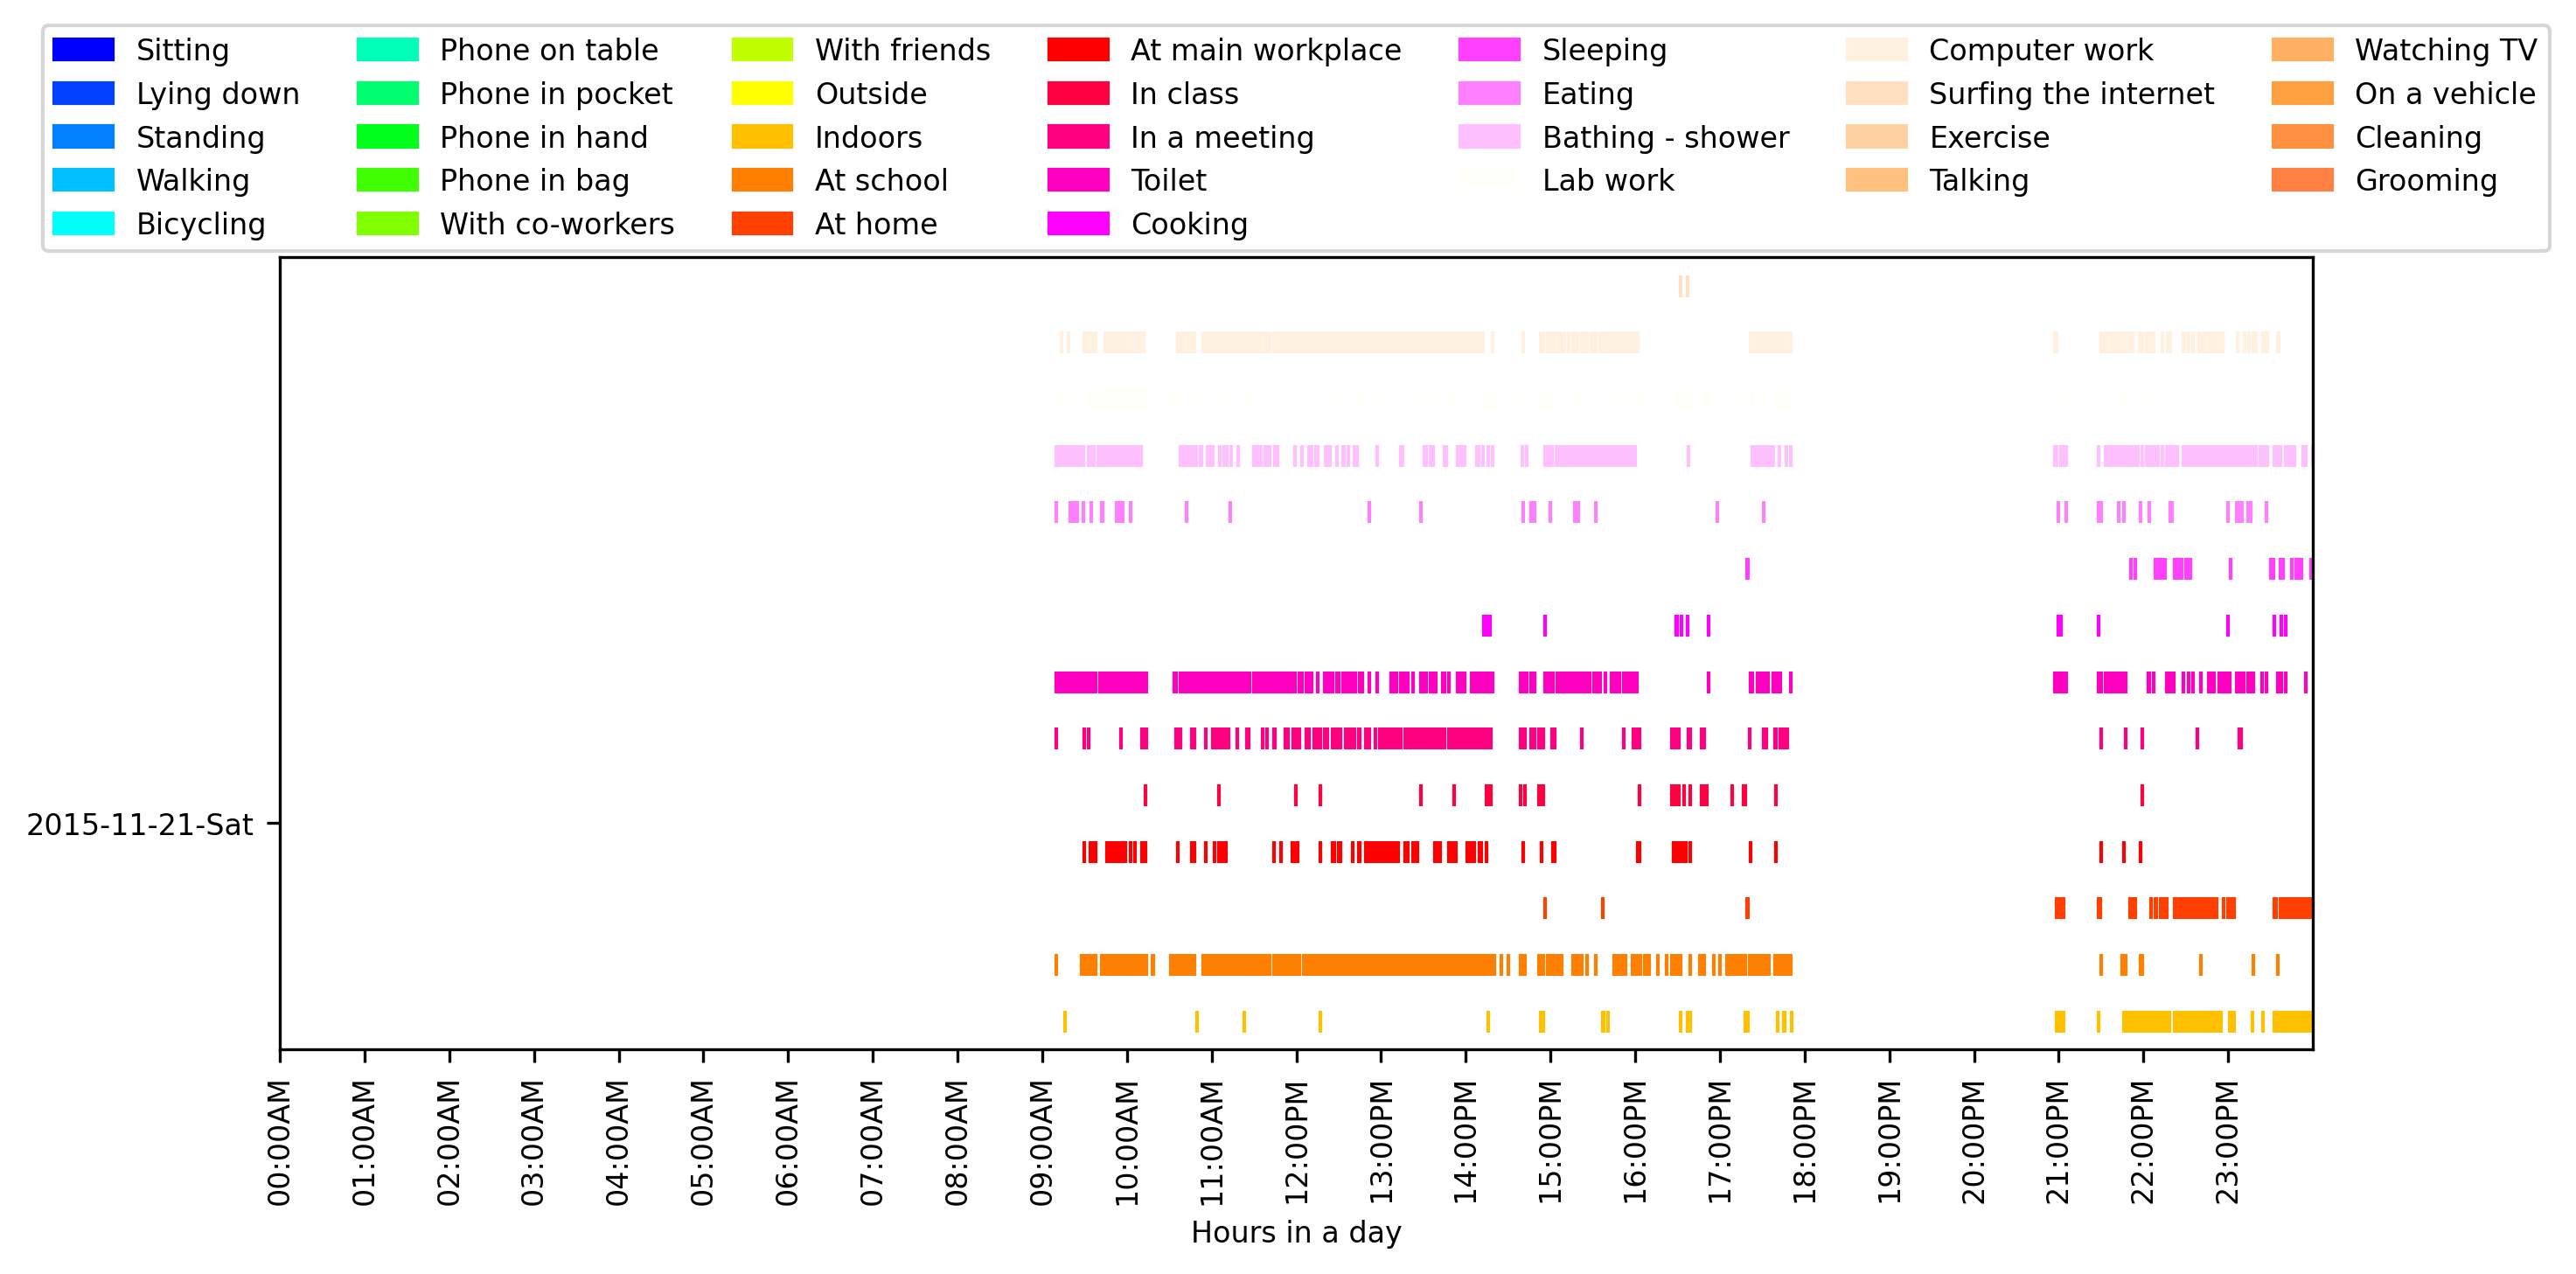 Sitting
Lying down
Standing
Walking
Bicycling
Phone on table
Phone in pocket
Phone in hand
Phone in bag
With co-workers
With friends
Outside
Indoors
At school
At home
At main workplace
In class
In a meeting
Toilet
Cooking
Sleeping
Eating
Bathing - shower
Lab work
Computer work
Surfing the internet
Exercise
Talking
Watching TV
On a vehicle
Cleaning
Grooming
2015-11-21-Sat
00:00AM
01:00AM
02:00AM
03:00AM
04:00AM
05:00AM
06:00AM
07:00AM
08:00AM
09:00AM
10:00AM
11:00AM
12:00PM
13:00PM
14:00PM
15:00PM
16:00PM
17:00PM
18:00PM
19:00PM
20:00PM
21:00PM
22:00PM
23:00PM
Hours in a day